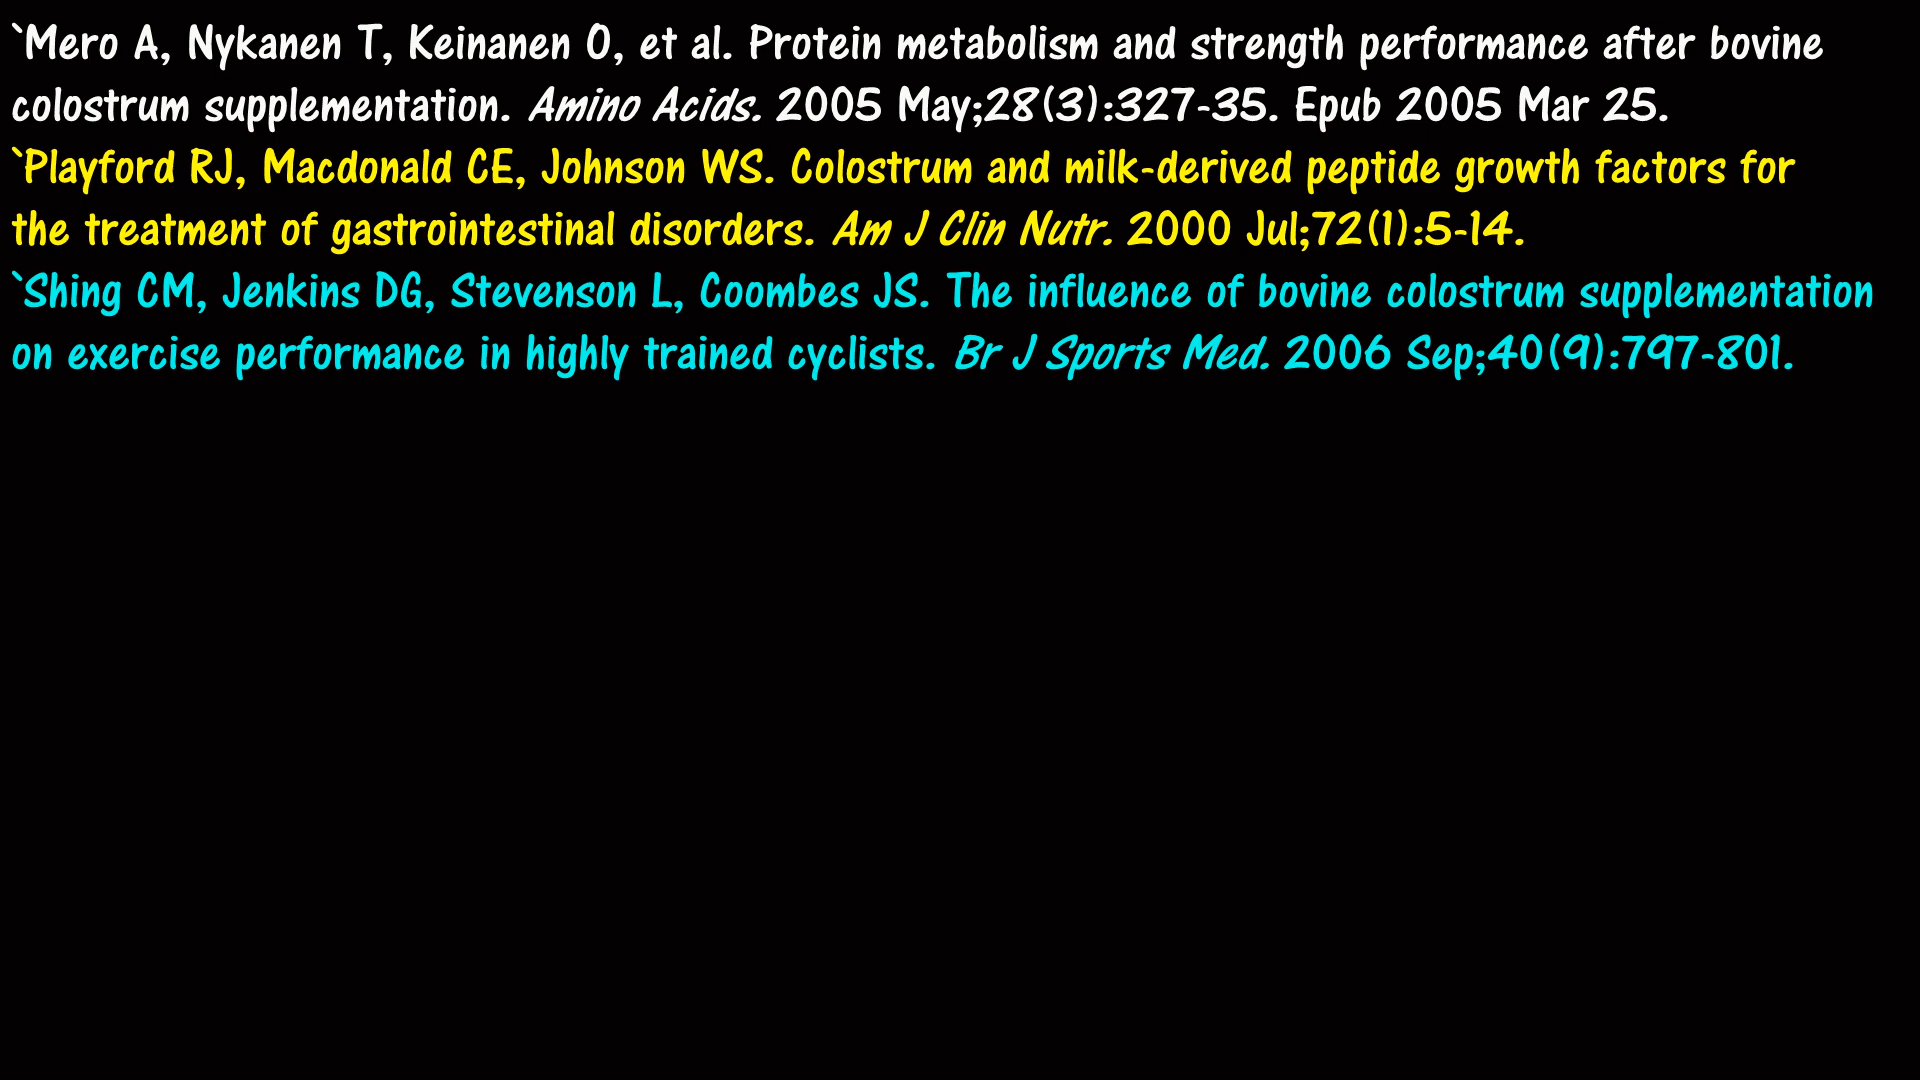 `Mero A, Nykanen T, Keinanen O, et al. Protein metabolism and strength performance after bovine
colostrum supplementation. Amino Acids. 2005 May;28(3):327-35. Epub 2005 Mar 25.
`Playford RJ, Macdonald CE, Johnson WS. Colostrum and milk-derived peptide growth factors for
the treatment of gastrointestinal disorders. Am J Clin Nutr. 2000 Jul;72(1):5-14.
`Shing CM, Jenkins DG, Stevenson L, Coombes JS. The influence of bovine colostrum supplementation
on exercise performance in highly trained cyclists. Br J Sports Med. 2006 Sep;40(9):797-801.